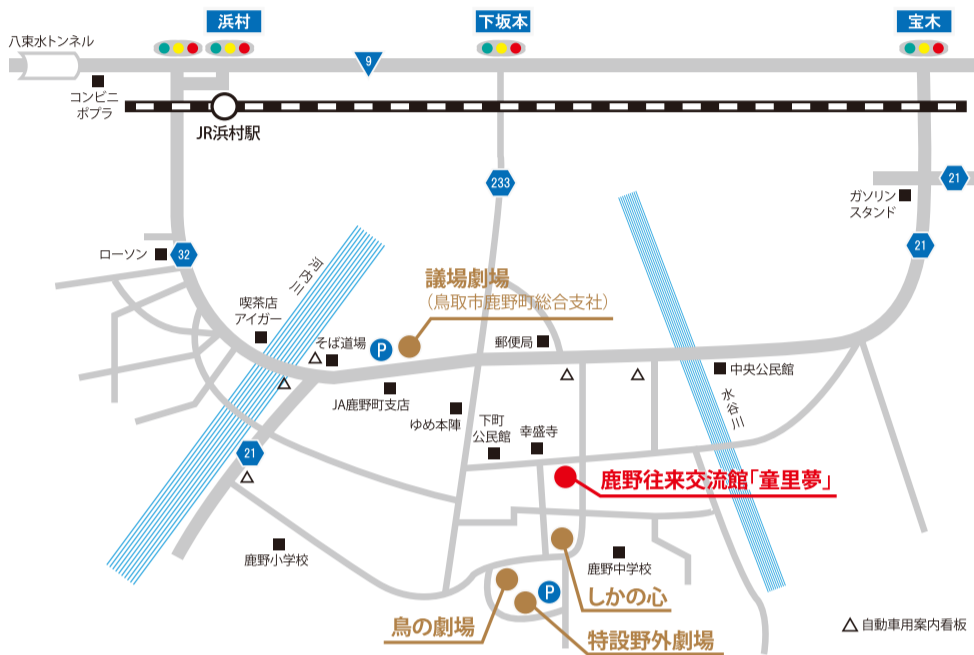 浜村
下坂本
宝木
八束水トンネル
9
コンビニ
ポプラ
JR浜村駅
233
21
ガソリン
スタンド
21
ローソン
32
河内川
議場劇場
(鳥取市鹿野町総合支社)
喫茶店
アイガー
そば道場
P
郵便局
中央公民館
JA鹿野町支店
水谷川
ゆめ本陣
下町
公民館
幸盛寺
21
鹿野往来交流館「童里夢」
鹿野小学校
鹿野中学校
しかの心
P
鳥の劇場
特設野外劇場
自動車用案内看板